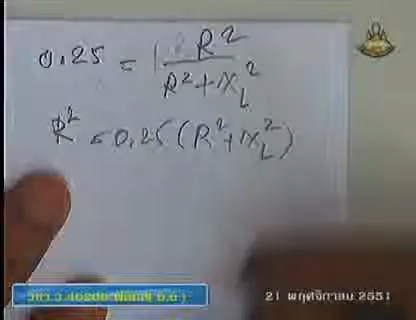 0.25 = R² / (R² + X_L²)
R² = 0.25 (R² + X_L²)
21 พฤศจิกายน 2551